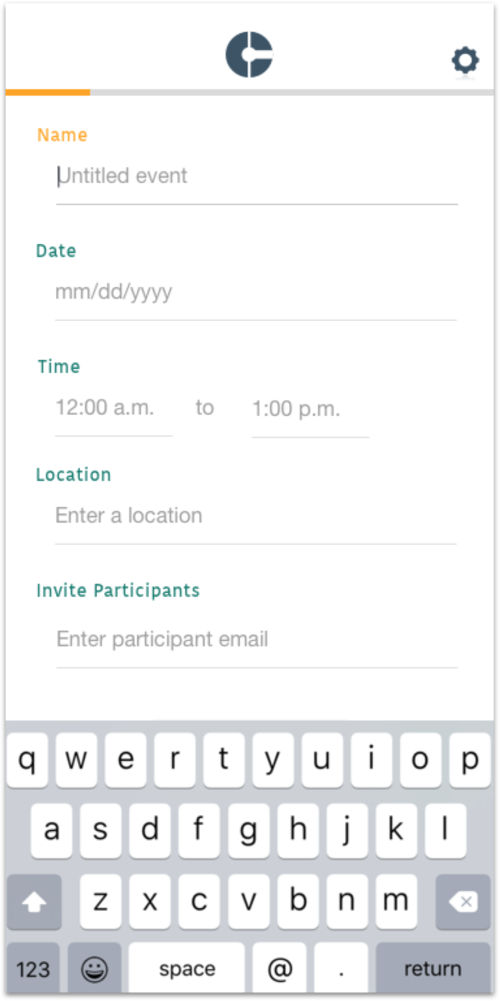 Name
Untitled event
Date
mm/dd/yyyy
Time
12:00 a.m. to 1:00 p.m.
Location
Enter a location
Invite Participants
Enter participant email
q w e r t y u i o p
a s d f g h j k l
z x c v b n m
123 space @ . return